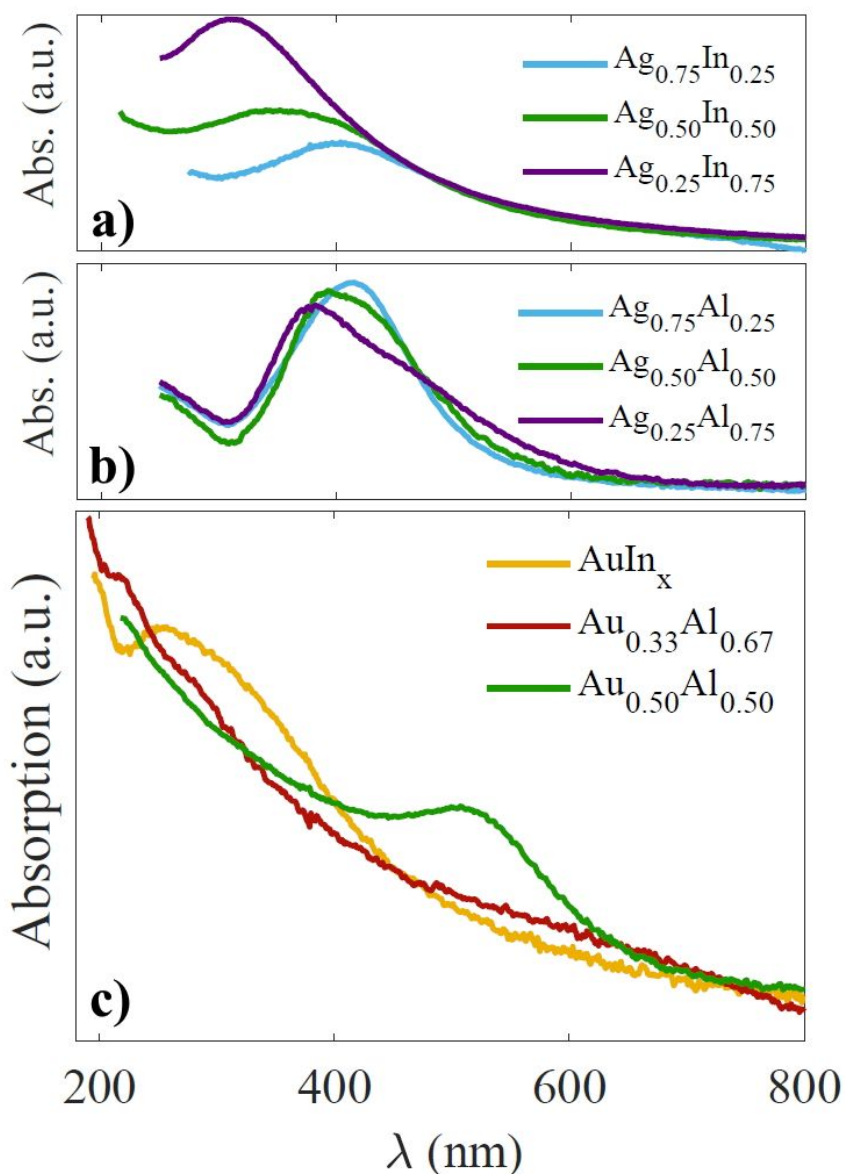 Abs. (a.u.)
Ag0.75In0.25
Ag0.50In0.50
Ag0.25In0.75
a)
Abs. (a.u.)
Ag0.75Al0.25
Ag0.50Al0.50
Ag0.25Al0.75
b)
Absorption (a.u.)
AuInx
Au0.33Al0.67
Au0.50Al0.50
c)
200 400 600 800
λ (nm)